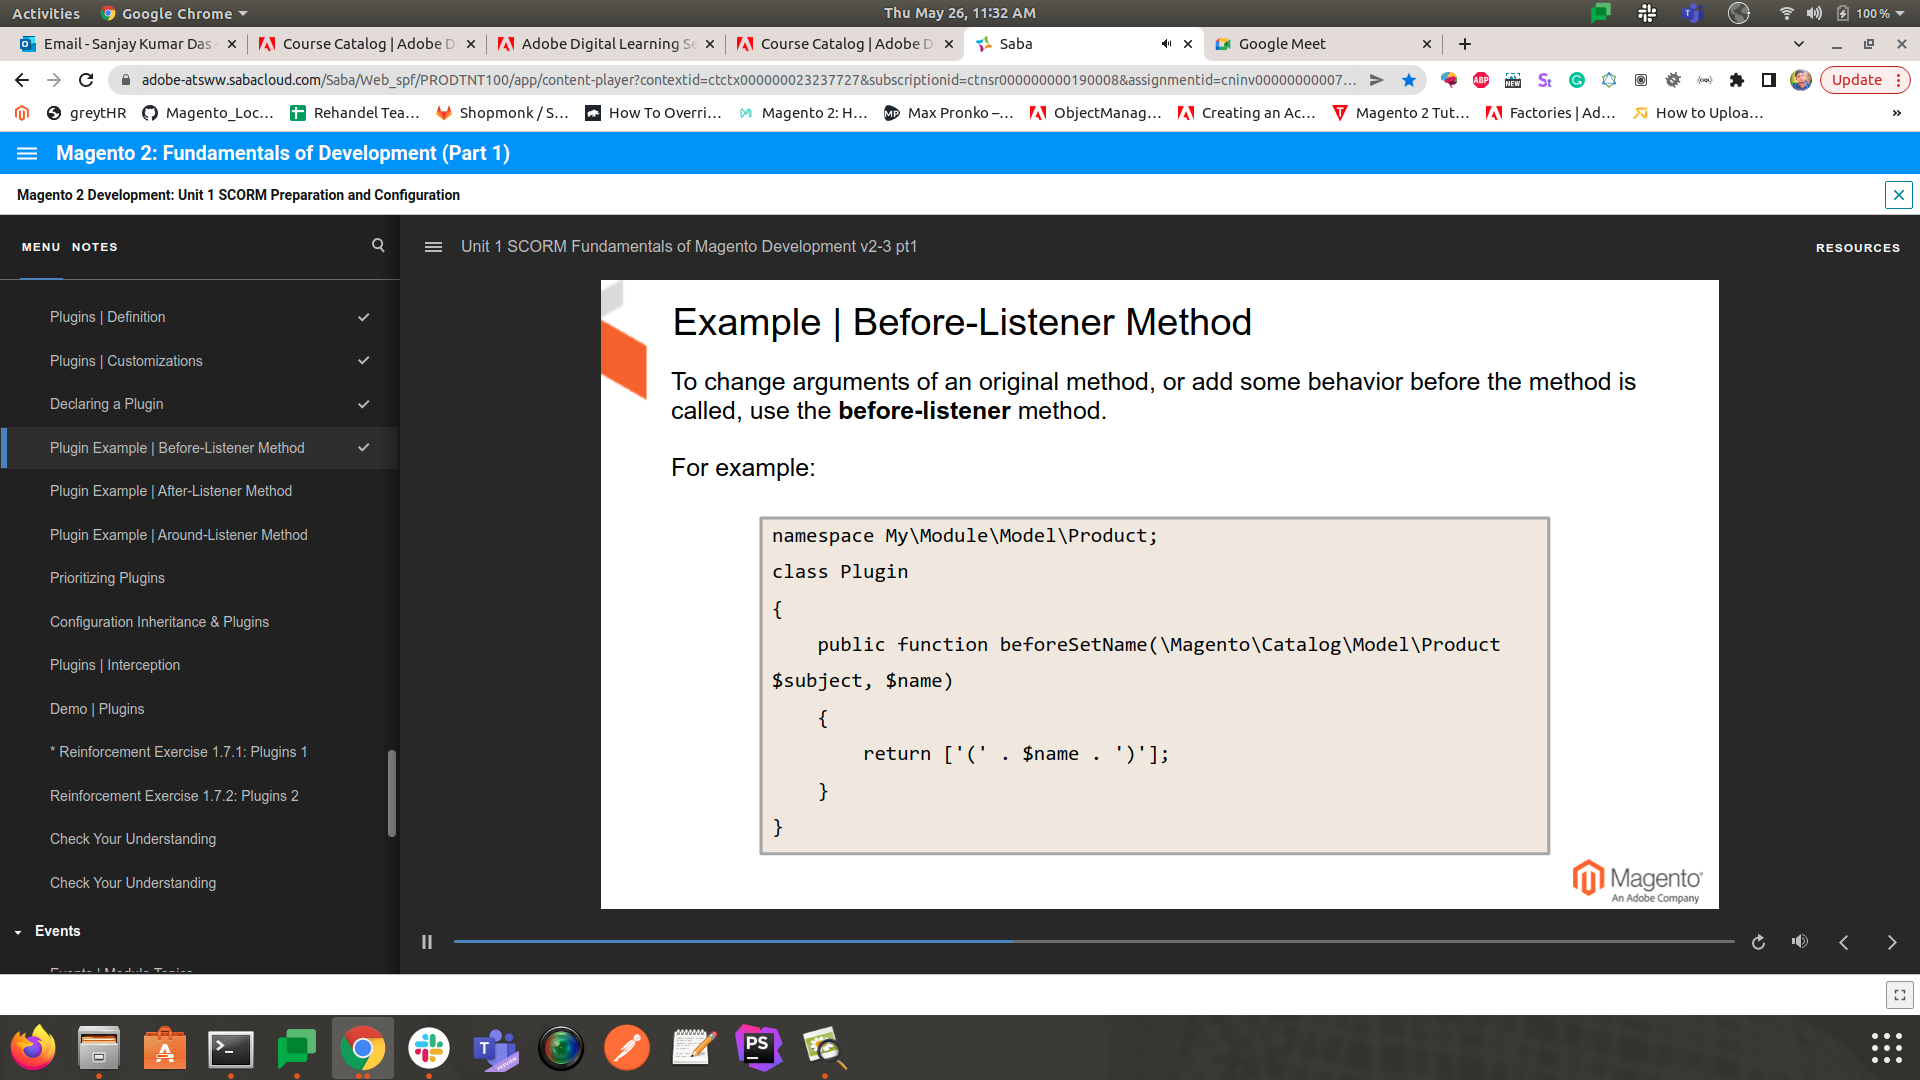 Activities Google Chrome Thu May 26, 11:32 AM 100 %
Email - Sanjay Kumar Das Course Catalog | Adobe D Adobe Digital Learning Se Course Catalog | Adobe D Saba Google Meet
adobe-atsww.sabacloud.com/Saba/Web_spf/PRODTNT100/app/content-player?contextid=ctctx000000023237727&subscriptionid=ctnsr000000000190008&assignmentid=cninv00000000007... ABP NEW St Update
greytHR Magento_Loc... Rehandel Tea... Shopmonk / S... How To Overri... Magento 2: H... MP Max Pronko –... ObjectManag... Creating an Ac... Magento 2 Tut... Factories | Ad... How to Uploa... »
Magento 2: Fundamentals of Development (Part 1)
Magento 2 Development: Unit 1 SCORM Preparation and Configuration
MENU NOTES
Unit 1 SCORM Fundamentals of Magento Development v2-3 pt1
RESOURCES
Plugins | Definition
Plugins | Customizations
Declaring a Plugin
Plugin Example | Before-Listener Method
Plugin Example | After-Listener Method
Plugin Example | Around-Listener Method
Prioritizing Plugins
Configuration Inheritance & Plugins
Plugins | Interception
Demo | Plugins
* Reinforcement Exercise 1.7.1: Plugins 1
Reinforcement Exercise 1.7.2: Plugins 2
Check Your Understanding
Check Your Understanding
Events
Events | Module Topics
Example | Before-Listener Method
To change arguments of an original method, or add some behavior before the method is
called, use the before-listener method.
For example:
namespace My\Module\Model\Product;
class Plugin
{
public function beforeSetName(\Magento\Catalog\Model\Product
$subject, $name)
{
return ['(' . $name . ')'];
}
}
Magento
An Adobe Company
PS